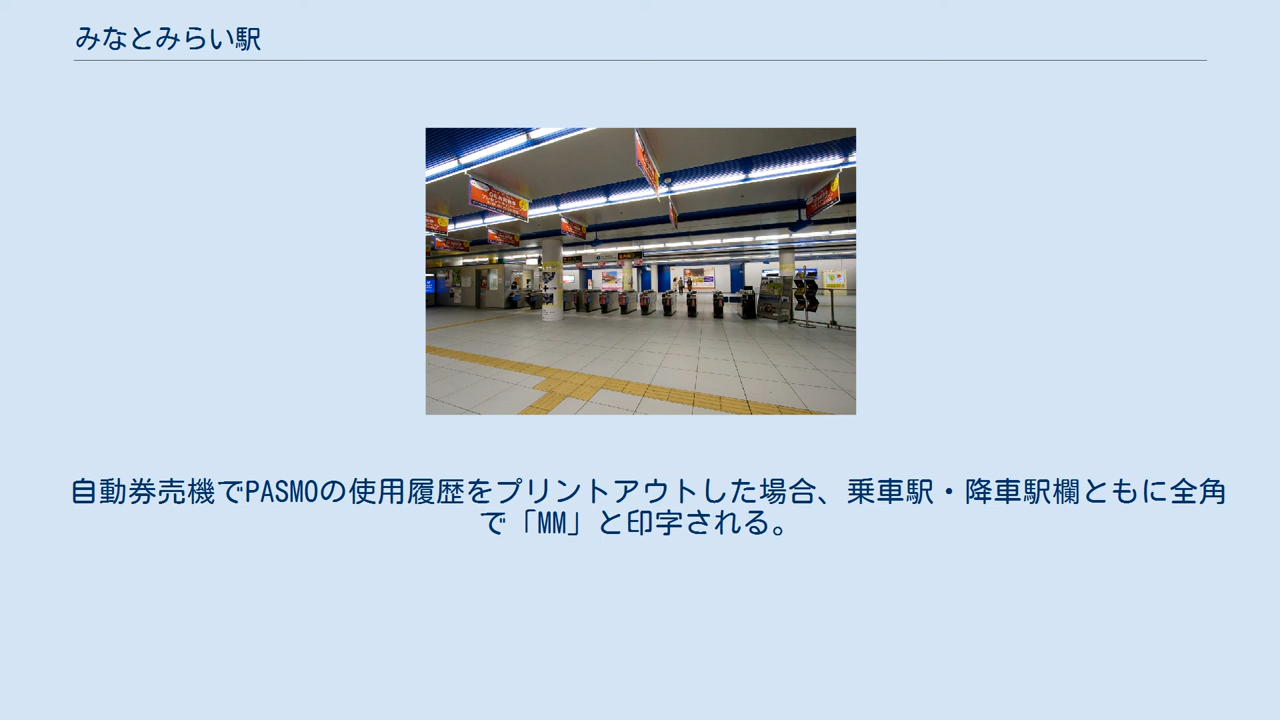 みなとみらい駅
自動券売機でPASMOの使用履歴をプリントアウトした場合、乗車駅・降車駅欄ともに全角
で「MM」と印字される。